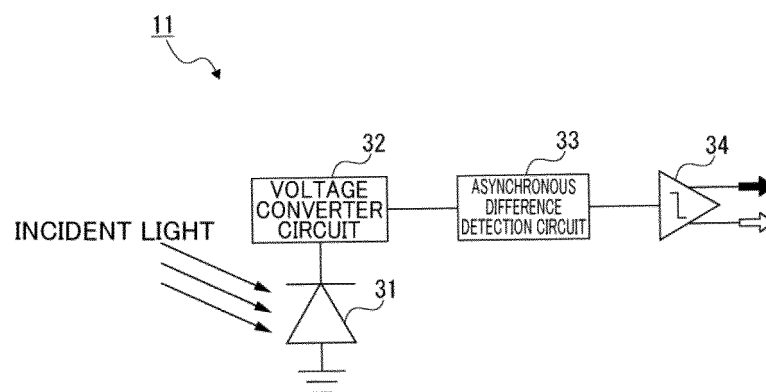 11
32
VOLTAGE
CONVERTER
CIRCUIT
33
ASYNCHRONOUS
DIFFERENCE
DETECTION CIRCUIT
34
INCIDENT LIGHT
31